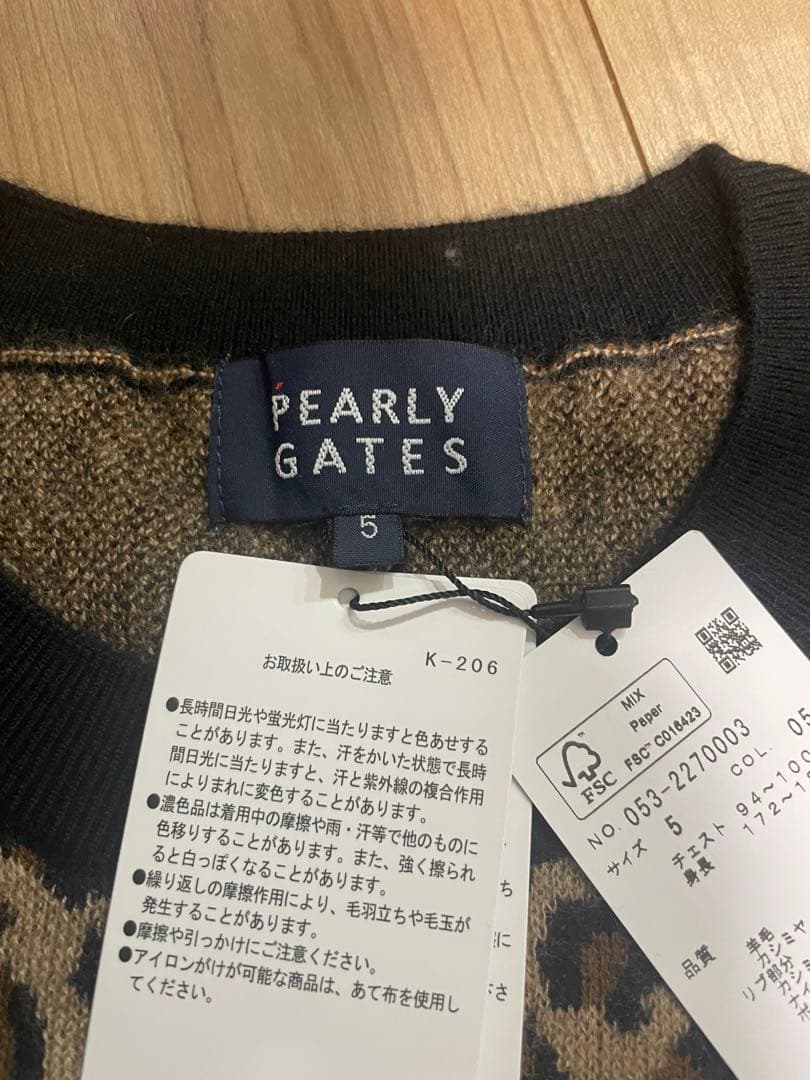 PEARLY
GATES
5
K-206
お取扱い上のご注意
●長時間日光や蛍光灯に当たりますと色あせする
ことがあります。また、汗をかいた状態で長時
間日光に当たりますと、汗と紫外線の複合作用
によりまれに変色することがあります。
●濃色品は着用中の摩擦や雨・汗等で他のものに
色移りすることがあります。また、強く擦られ
ると白っぽくなることがあります。
●繰り返しの摩擦作用により、毛羽立ちや毛玉が
発生することがあります。
●摩擦や引っかけにご注意ください。
●アイロンがけが可能な商品は、あて布を使用し
てください。
MIX
Paper
FSC™ C016423
FSC
NO. 053-2270003
COL. 05
サイズ 5
チェスト 94〜100
身長 172〜1
品質 羊毛
カシミヤ
リブ部分
カシミ
ナイ
ポ